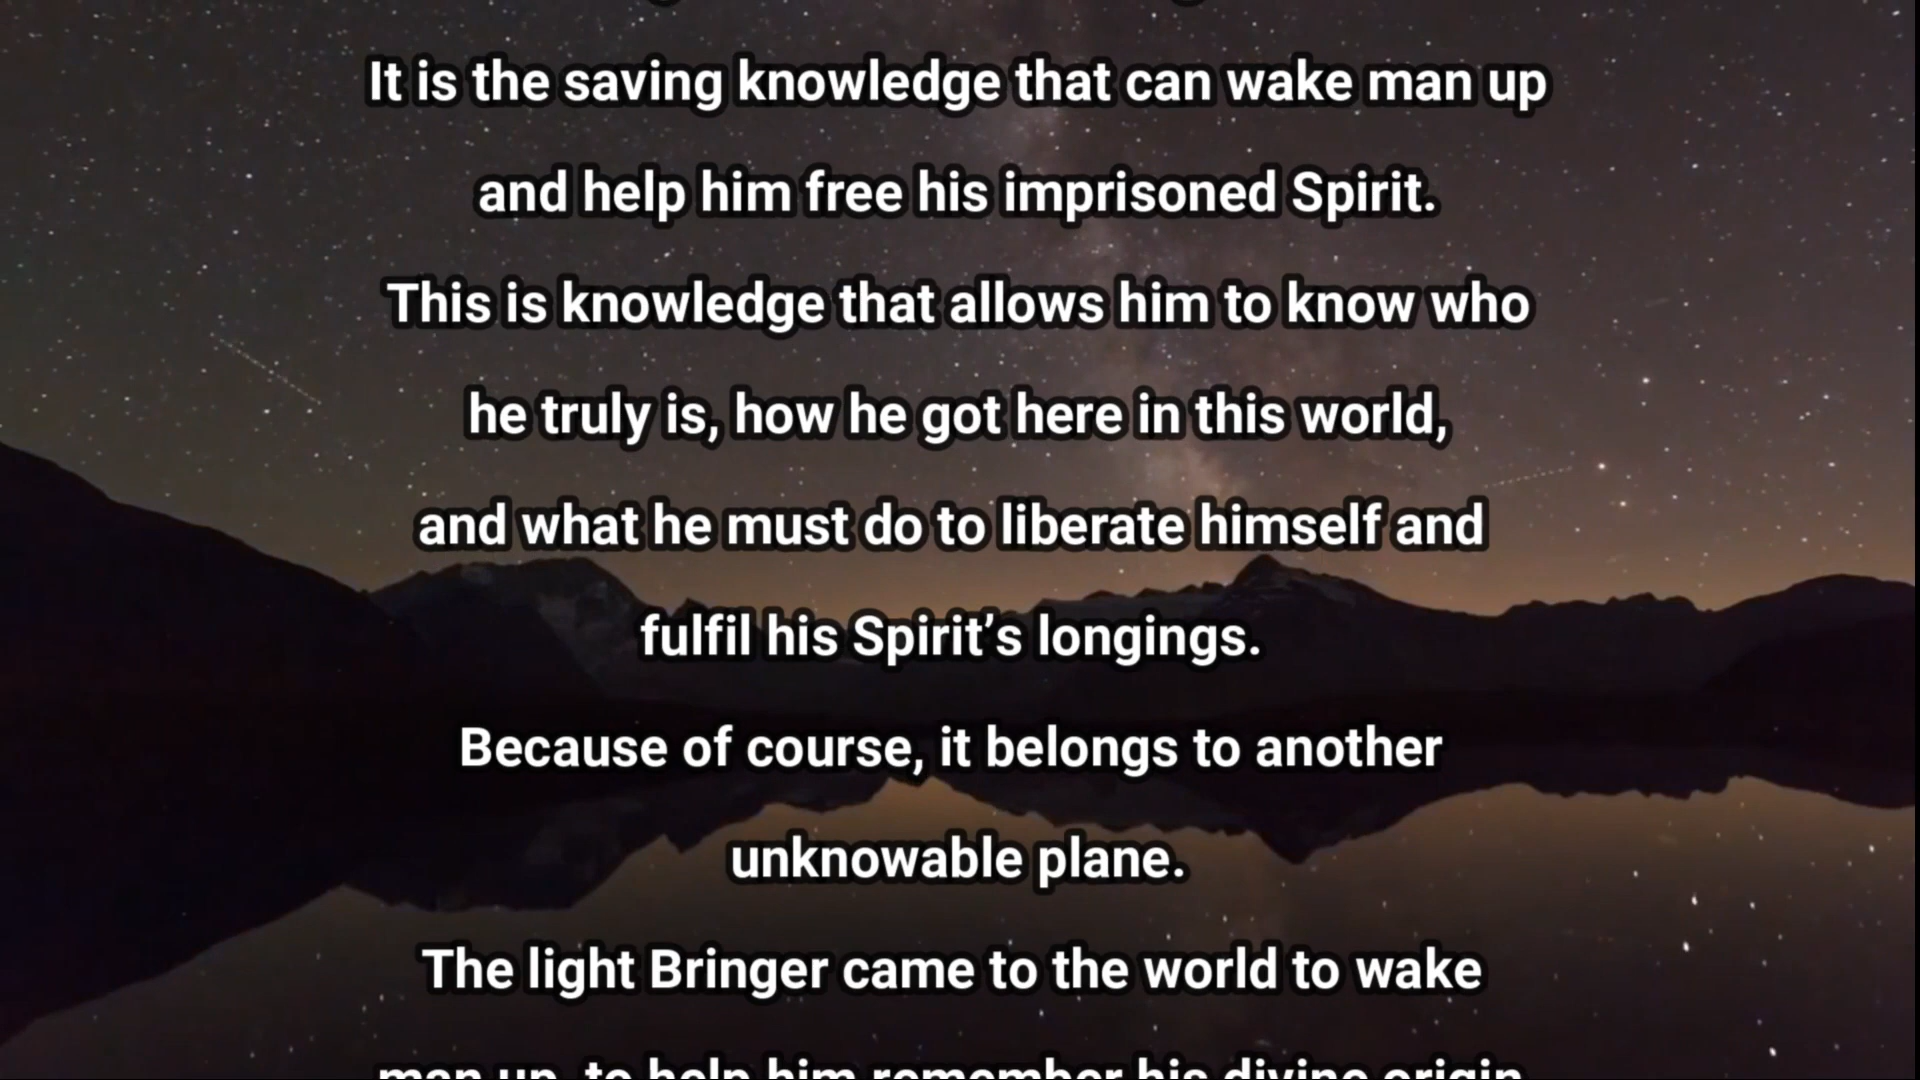 It is the saving knowledge that can wake man up
and help him free his imprisoned Spirit.
This is knowledge that allows him to know who
he truly is, how he got here in this world,
and what he must do to liberate himself and
fulfil his Spirit’s longings.
Because of course, it belongs to another
unknowable plane.
The light Bringer came to the world to wake
man up, to help him remember his divine origin